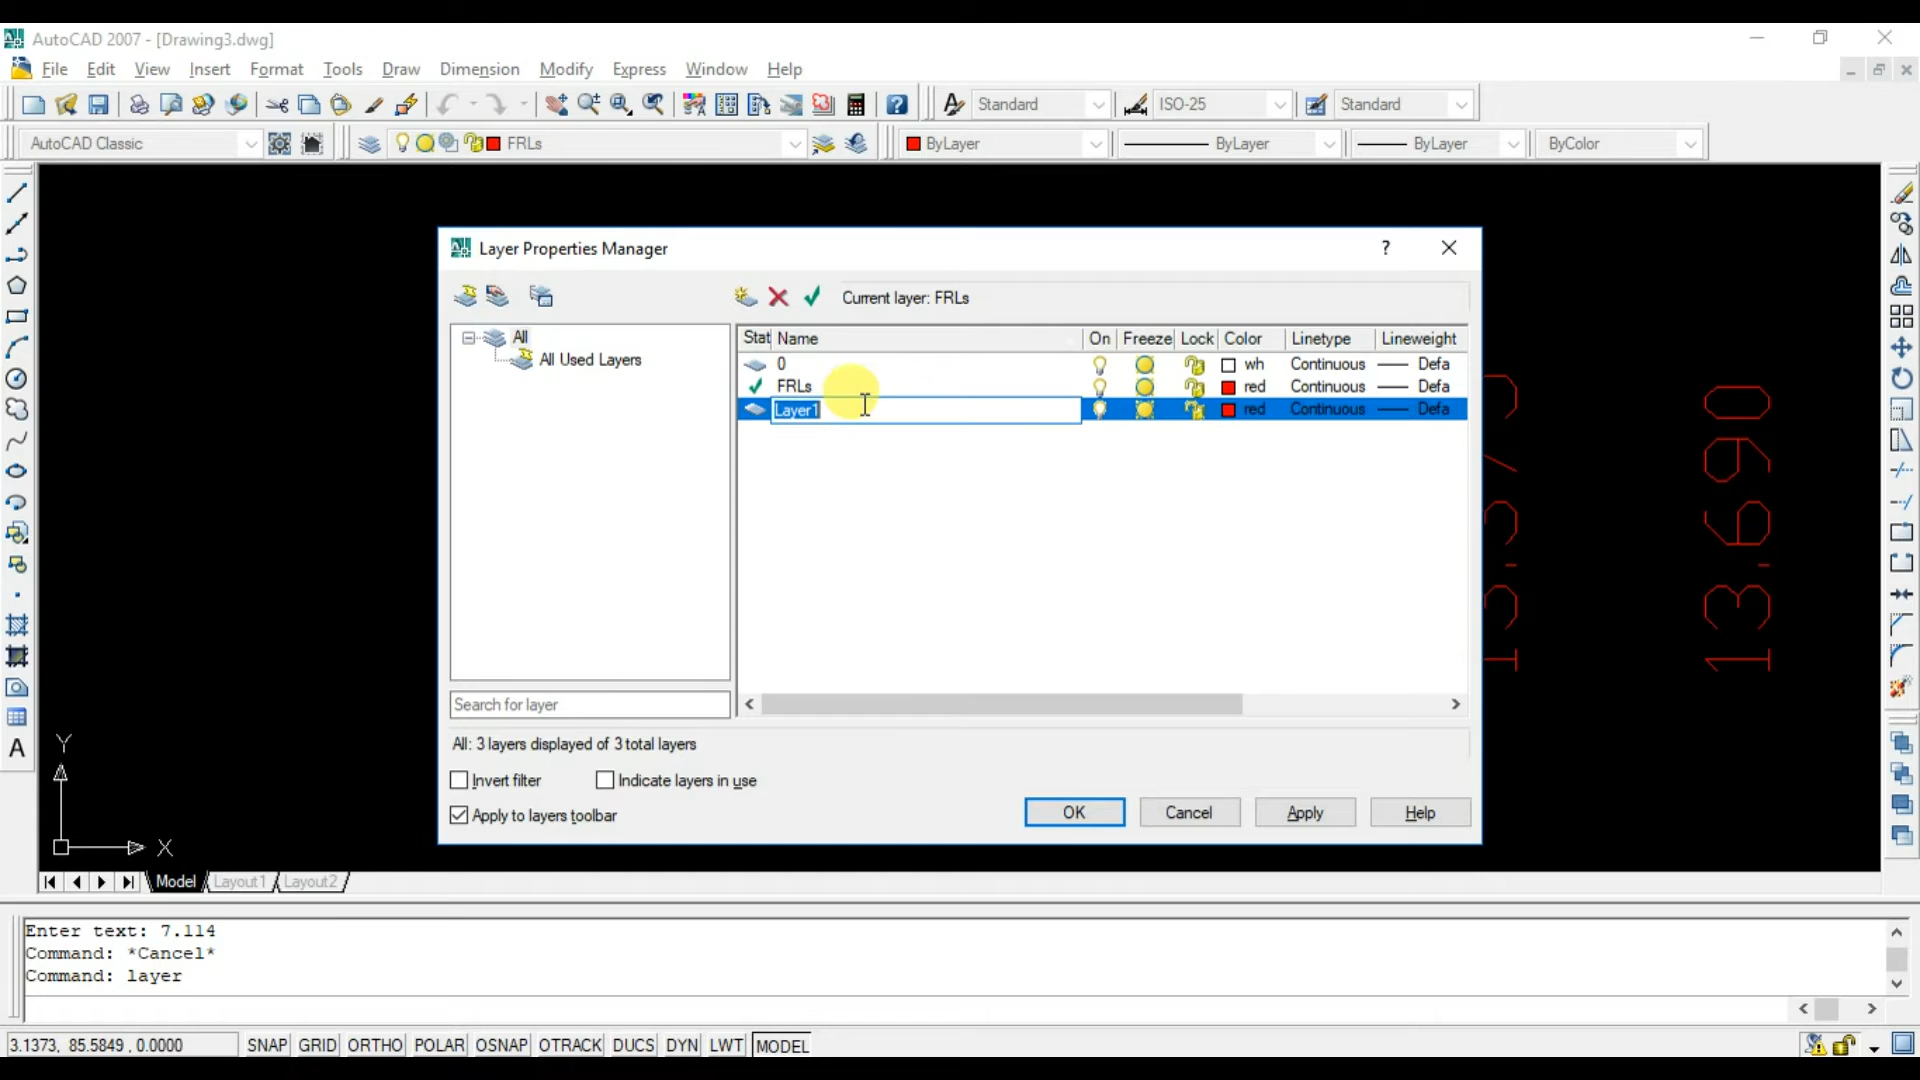 AutoCAD 2007 - [Drawing3.dwg]
File Edit View Insert Format Tools Draw Dimension Modify Express Window Help
Standard ISO-25 Standard
AutoCAD Classic FRLs ByLayer ByLayer ByLayer ByColor
Layer Properties Manager
Current layer: FRLs
All
All Used Layers
Stat Name On Freeze Lock Color Linetype Lineweight
0 wh Continuous Defa
FRLs red Continuous Defa
Layer1 red Continuous Defa
13.690
Search for layer
All: 3 layers displayed of 3 total layers
Invert filter Indicate layers in use
Apply to layers toolbar
OK Cancel Apply Help
Y
X
Model Layout1 Layout2
Enter text: 7.114
Command: *Cancel*
Command: layer
3.1373, 85.5849 , 0.0000 SNAP GRID ORTHO POLAR OSNAP OTRACK DUCS DYN LWT MODEL